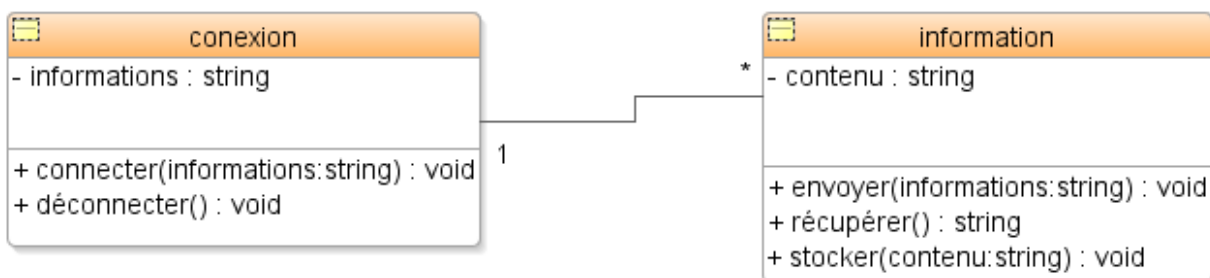 conexion
- informations : string
+ connecter(informations:string) : void
+ déconnecter() : void
1
*
information
- contenu : string
+ envoyer(informations:string) : void
+ récupérer() : string
+ stocker(contenu:string) : void